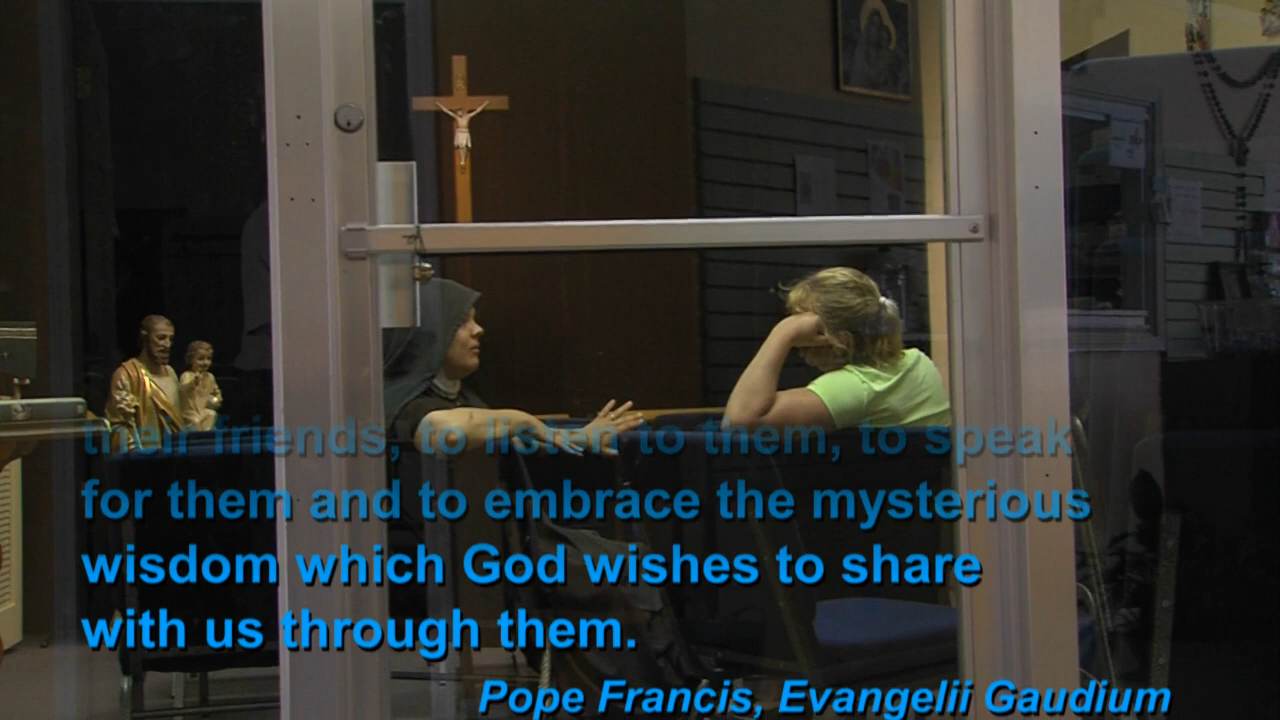 their friends, to listen to them, to speak
for them and to embrace the mysterious
wisdom which God wishes to share
with us through them.
Pope Francis, Evangelii Gaudium